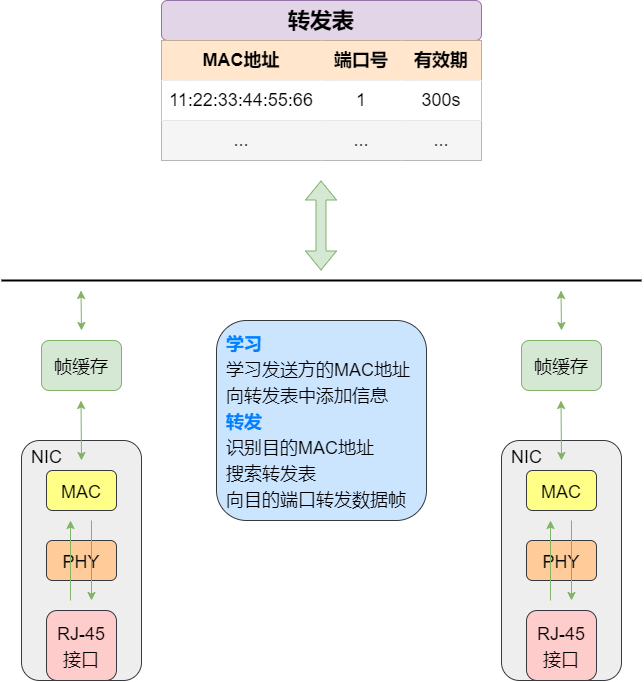 转发表
MAC地址 端口号 有效期
11:22:33:44:55:66 1 300s
... ... ...
帧缓存
学习
学习发送方的MAC地址
向转发表中添加信息
转发
识别目的MAC地址
搜索转发表
向目的端口转发数据帧
帧缓存
NIC
MAC
PHY
RJ-45
接口
NIC
MAC
PHY
RJ-45
接口